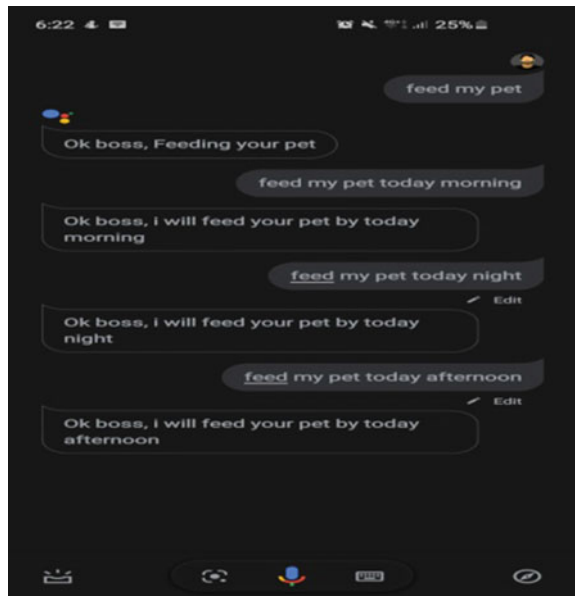 6:22
25%
feed my pet
Ok boss, Feeding your pet
feed my pet today morning
Ok boss, i will feed your pet by today
morning
feed my pet today night
Edit
Ok boss, i will feed your pet by today
night
feed my pet today afternoon
Edit
Ok boss, i will feed your pet by today
afternoon